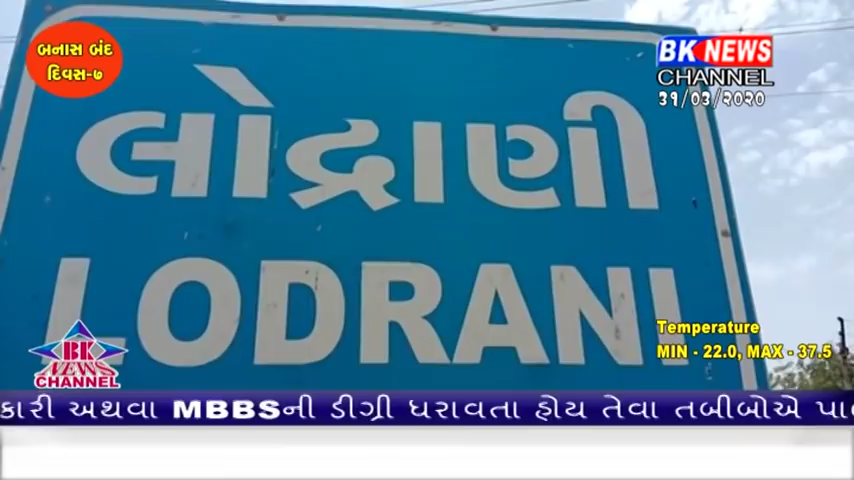 બનાસ બંદ
દિવસ-૭
BK NEWS
CHANNEL
૩૧/૦૩/૨૦૨૦
લોદ્રાણી
LODRANI
Temperature
MIN - 22.0, MAX - 37.5
BK
NEWS
CHANNEL
કારી અથવા MBBSની ડીગ્રી ધરાવતા હોય તેવા તબીબોએ